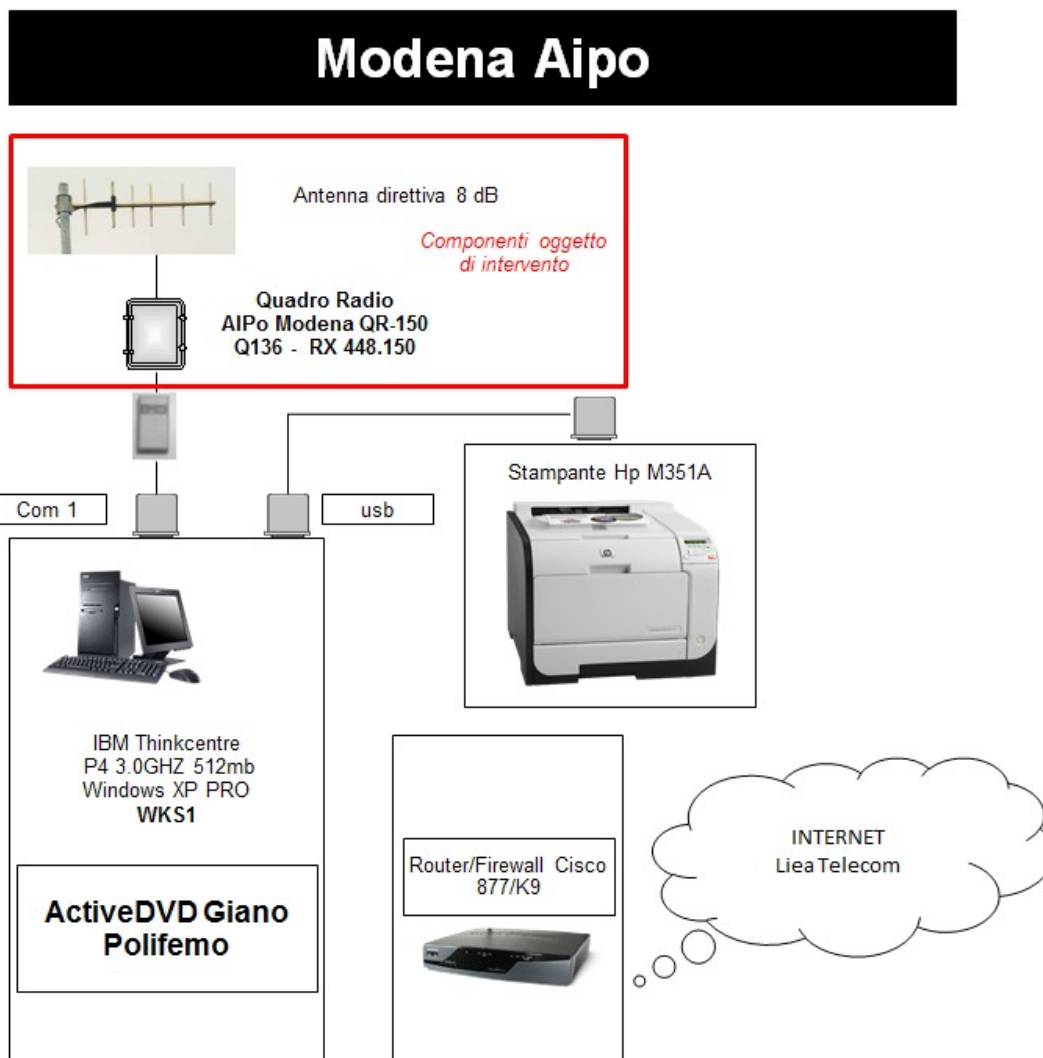 Modena Aipo
Antenna direttiva 8 dB
Componenti oggetto
di intervento
Quadro Radio
AIPo Modena QR-150
Q136 - RX 448.150
Com 1
usb
Stampante Hp M351A
IBM Thinkcentre
P4 3.0GHZ 512mb
Windows XP PRO
WKS1
ActiveDVD Giano
Polifemo
Router/Firewall Cisco
877/K9
INTERNET
Liea Telecom